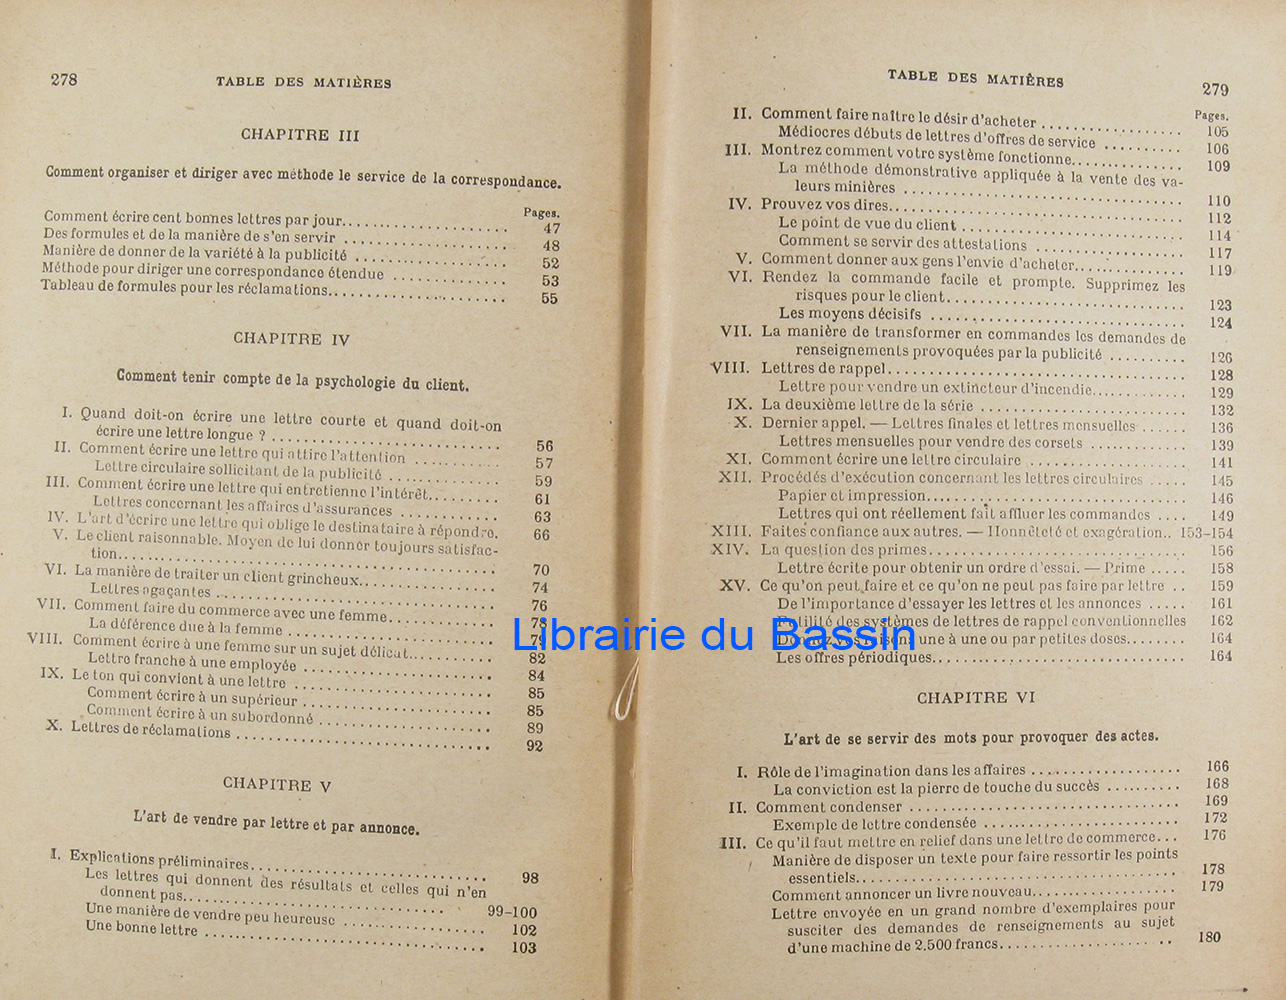 278 TABLE DES MATIÈRES
CHAPITRE III
Comment organiser et diriger avec méthode le service de la correspondance.
Pages.
Comment écrire cent bonnes lettres par jour. 47
Des formules et de la manière de s'en servir 48
Manière de donner de la variété à la publicité 52
Méthode pour diriger une correspondance étendue 53
Tableau de formules pour les réclamations. 55
CHAPITRE IV
Comment tenir compte de la psychologie du client.
I. Quand doit-on écrire une lettre courte et quand doit-on
écrire une lettre longue ? 56
II. Comment écrire une lettre qui attire l'attention 57
Lettre circulaire sollicitant de la publicité 59
III. Comment écrire une lettre qui entretienne l'intérêt. 61
Lettres concernant les affaires d'assurances 63
IV. L'art d'écrire une lettre qui oblige le destinataire à répondre. 66
V. Le client raisonnable. Moyen de lui donner toujours satisfac-
tion. 70
VI. La manière de traiter un client grincheux. 74
Lettres agaçantes 76
VII. Comment faire du commerce avec une femme. 78
La déférence due à la femme 79
VIII. Comment écrire à une femme sur un sujet délicat. 82
Lettre franche à une employée 84
IX. Le ton qui convient à une lettre 85
Comment écrire à un supérieur 85
Comment écrire à un subordonné 89
X. Lettres de réclamations 92
CHAPITRE V
L'art de vendre par lettre et par annonce.
I. Explications préliminaires. 98
Les lettres qui donnent des résultats et celles qui n'en
donnent pas. 99-100
Une manière de vendre peu heureuse 102
Une bonne lettre 103
TABLE DES MATIÈRES 279
Pages.
II. Comment faire naître le désir d'acheter 105
Médiocres débuts de lettres d'offres de service 106
III. Montrez comment votre système fonctionne. 109
La méthode démonstrative appliquée à la vente des va-
leurs minières 110
IV. Prouvez vos dires. 112
Le point de vue du client 114
Comment se servir des attestations 117
V. Comment donner aux gens l'envie d'acheter. 119
VI. Rendez la commande facile et prompte. Supprimez les
risques pour le client. 123
Les moyens décisifs 124
VII. La manière de transformer en commandes les demandes de
renseignements provoquées par la publicité 126
VIII. Lettres de rappel. 128
Lettre pour vendre un extincteur d'incendie. 129
IX. La deuxième lettre de la série 132
X. Dernier appel. — Lettres finales et lettres mensuelles 136
Lettres mensuelles pour vendre des corsets 139
XI. Comment écrire une lettre circulaire 141
XII. Procédés d'exécution concernant les lettres circulaires 145
Papier et impression. 146
Lettres qui ont réellement fait affluer les commandes 149
XIII. Faites confiance aux autres. — Honnêteté et exagération.. 153-154
XIV. La question des primes. 156
Lettre écrite pour obtenir un ordre d'essai. — Prime 158
XV. Ce qu'on peut faire et ce qu'on ne peut pas faire par lettre 159
De l'importance d'essayer les lettres et les annonces 161
des systèmes de lettres de rappel conventionnelles 162
une à une ou par petites doses. 164
Les offres périodiques. 164
Librairie du Bassin
CHAPITRE VI
L'art de se servir des mots pour provoquer des actes.
I. Rôle de l'imagination dans les affaires 166
La conviction est la pierre de touche du succès 168
II. Comment condenser 169
Exemple de lettre condensée 172
III. Ce qu'il faut mettre en relief dans une lettre de commerce. 176
Manière de disposer un texte pour faire ressortir les points
essentiels. 178
Comment annoncer un livre nouveau. 179
Lettre envoyée en un grand nombre d'exemplaires pour
susciter des demandes de renseignements au sujet
d'une machine de 2.500 francs. 180